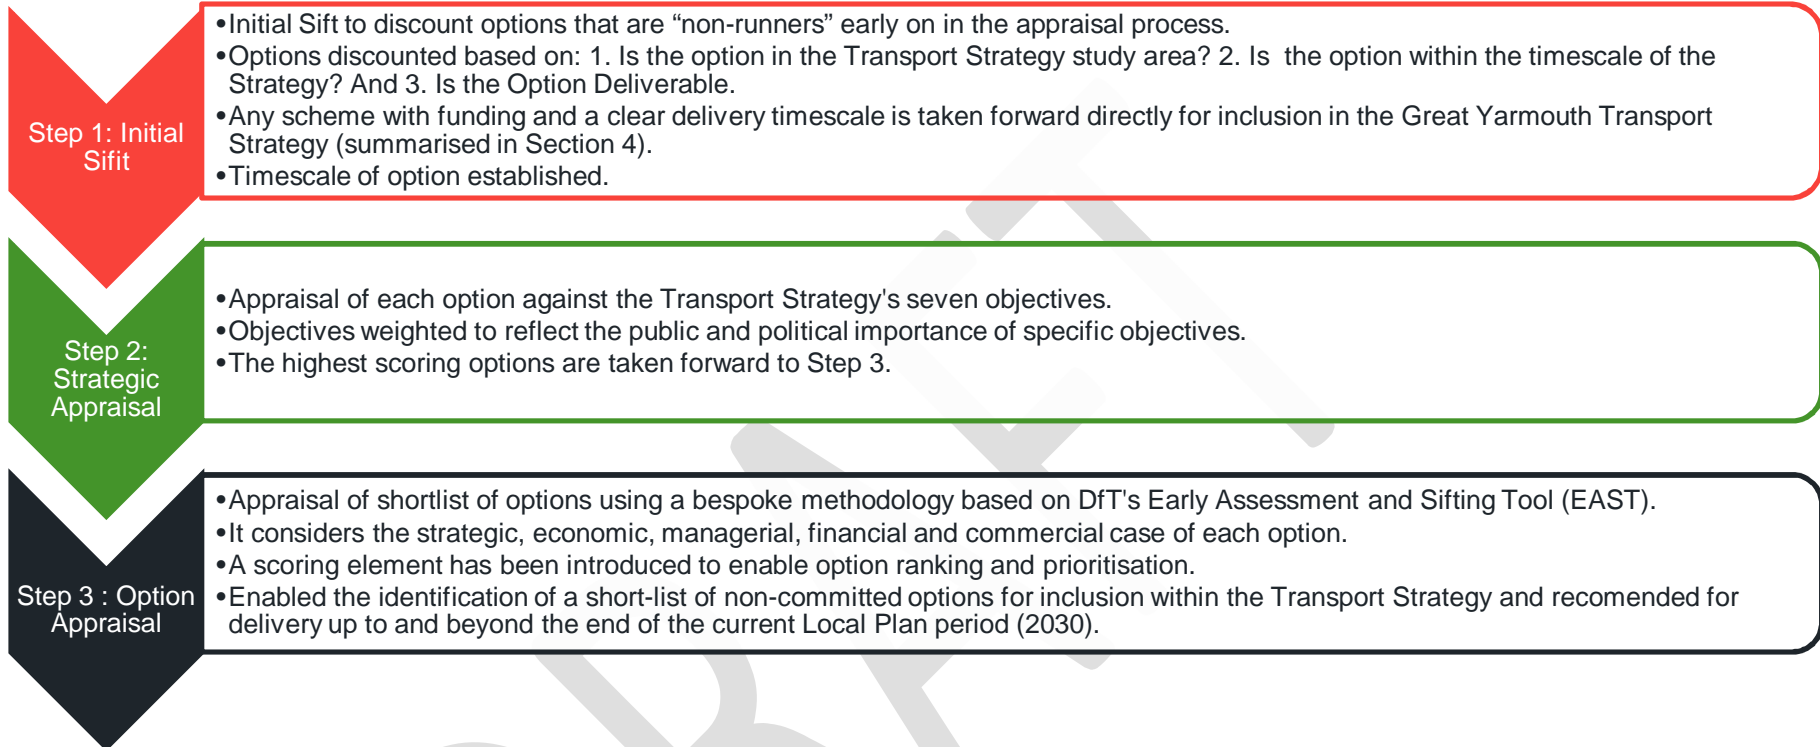 Step 1: Initial
Sifit
•Initial Sift to discount options that are “non-runners” early on in the appraisal process.
•Options discounted based on: 1. Is the option in the Transport Strategy study area? 2. Is  the option within the timescale of the
Strategy? And 3. Is the Option Deliverable.
•Any scheme with funding and a clear delivery timescale is taken forward directly for inclusion in the Great Yarmouth Transport
Strategy (summarised in Section 4).
•Timescale of option established.
Step 2:
Strategic
Appraisal
•Appraisal of each option against the Transport Strategy's seven objectives.
•Objectives weighted to reflect the public and political importance of specific objectives.
•The highest scoring options are taken forward to Step 3.
Step 3 : Option
Appraisal
•Appraisal of shortlist of options using a bespoke methodology based on DfT's Early Assessment and Sifting Tool (EAST).
•It considers the strategic, economic, managerial, financial and commercial case of each option.
•A scoring element has been introduced to enable option ranking and prioritisation.
•Enabled the identification of a short-list of non-committed options for inclusion within the Transport Strategy and recomended for
delivery up to and beyond the end of the current Local Plan period (2030).
DRAFT